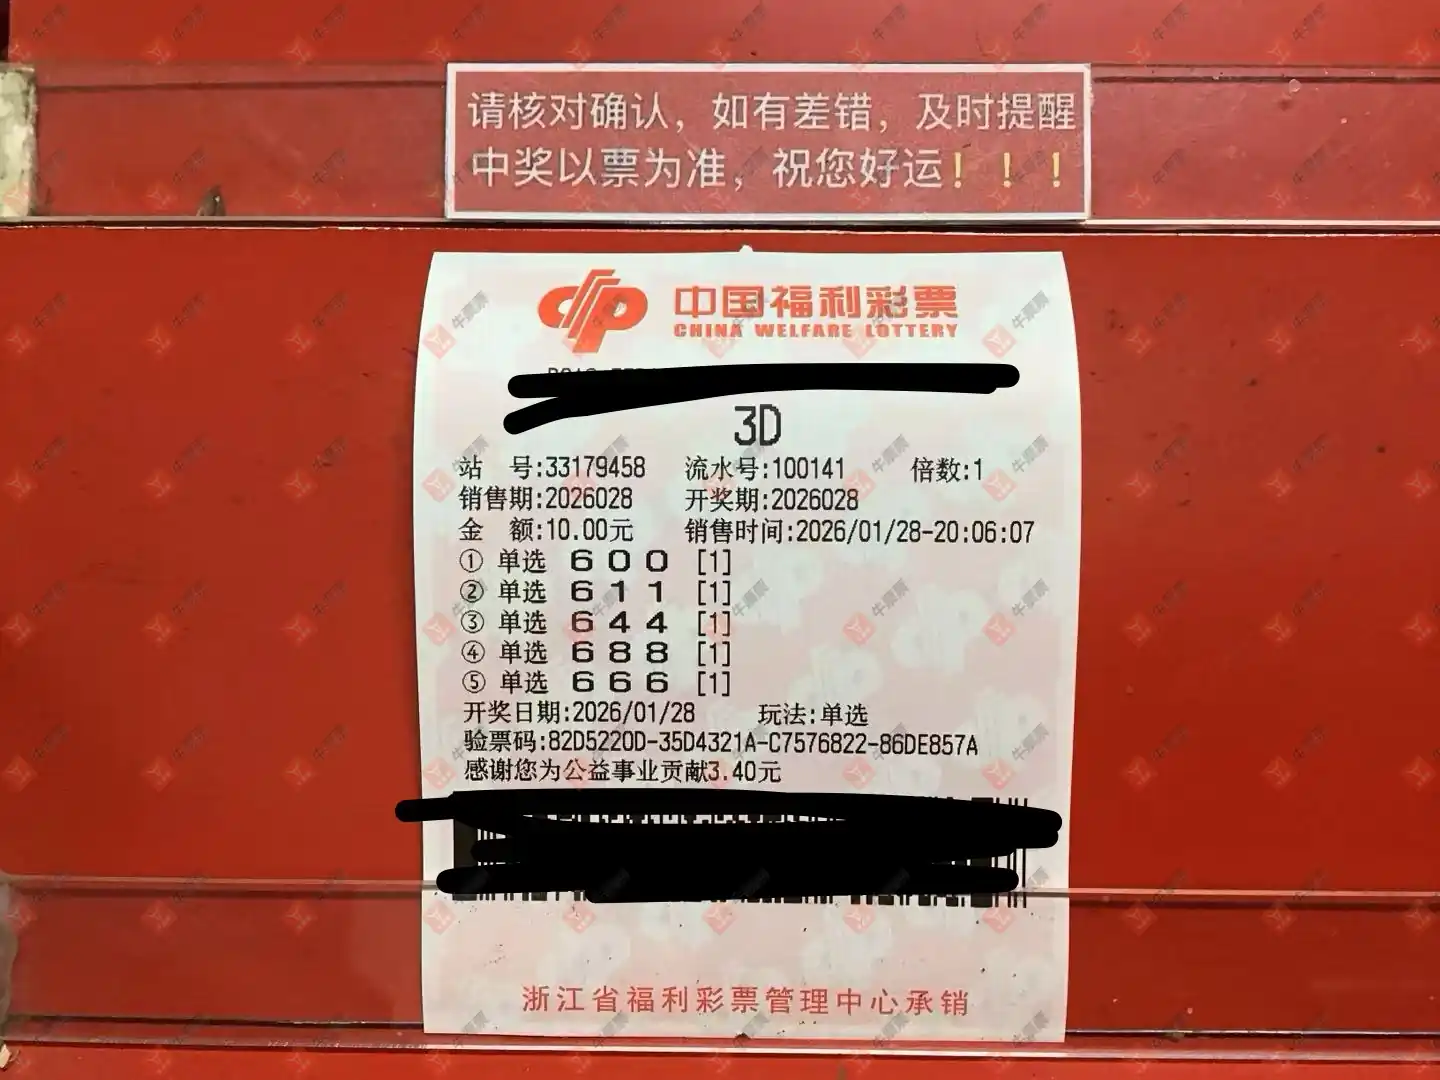 请核对确认，如有差错，及时提醒
中奖以票为准，祝您好运！！！
中国福利彩票
CHINA WELFARE LOTTERY
3D
站 号:33179458 流水号:100141 倍数:1
销售期:2026028 开奖期:2026028
金 额:10.00元 销售时间:2026/01/28-20:06:07
① 单选 6 0 0 [1]
② 单选 6 1 1 [1]
③ 单选 6 4 4 [1]
④ 单选 6 8 8 [1]
⑤ 单选 6 6 6 [1]
开奖日期:2026/01/28 玩法:单选
验票码:82D5220D-35D4321A-C7576822-86DE857A
感谢您为公益事业贡献3.40元
浙江省福利彩票管理中心承销